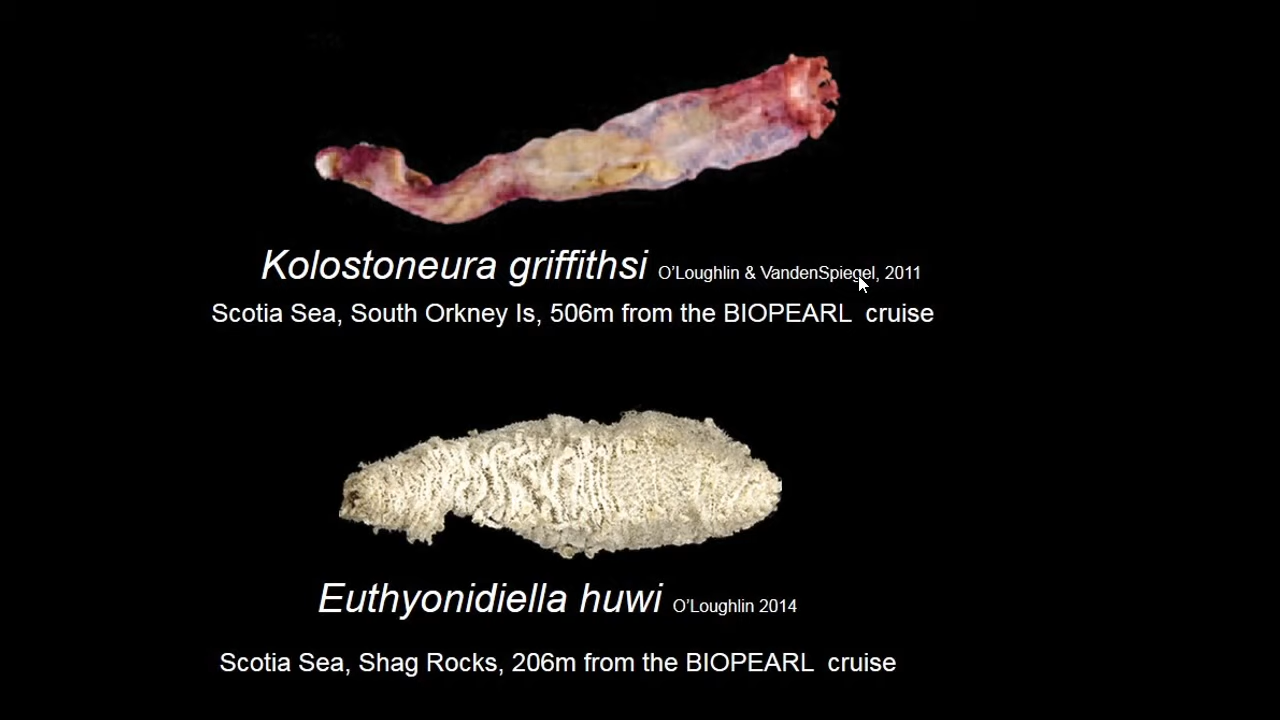 Kolostoneura griffithsi O'Loughlin & VandenSpiegel, 2011
Scotia Sea, South Orkney Is, 506m from the BIOPEARL  cruise
Euthyonidiella huwi O'Loughlin 2014
Scotia Sea, Shag Rocks, 206m from the BIOPEARL  cruise